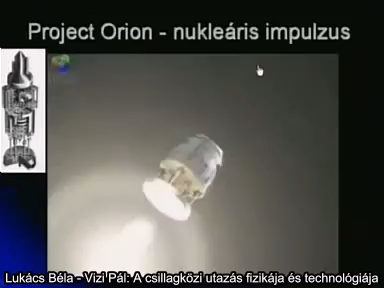 Project Orion - nukleáris impulzus
Lukács Béla - Vizi Pál: A csillagközi utazás fizikája és technológiája